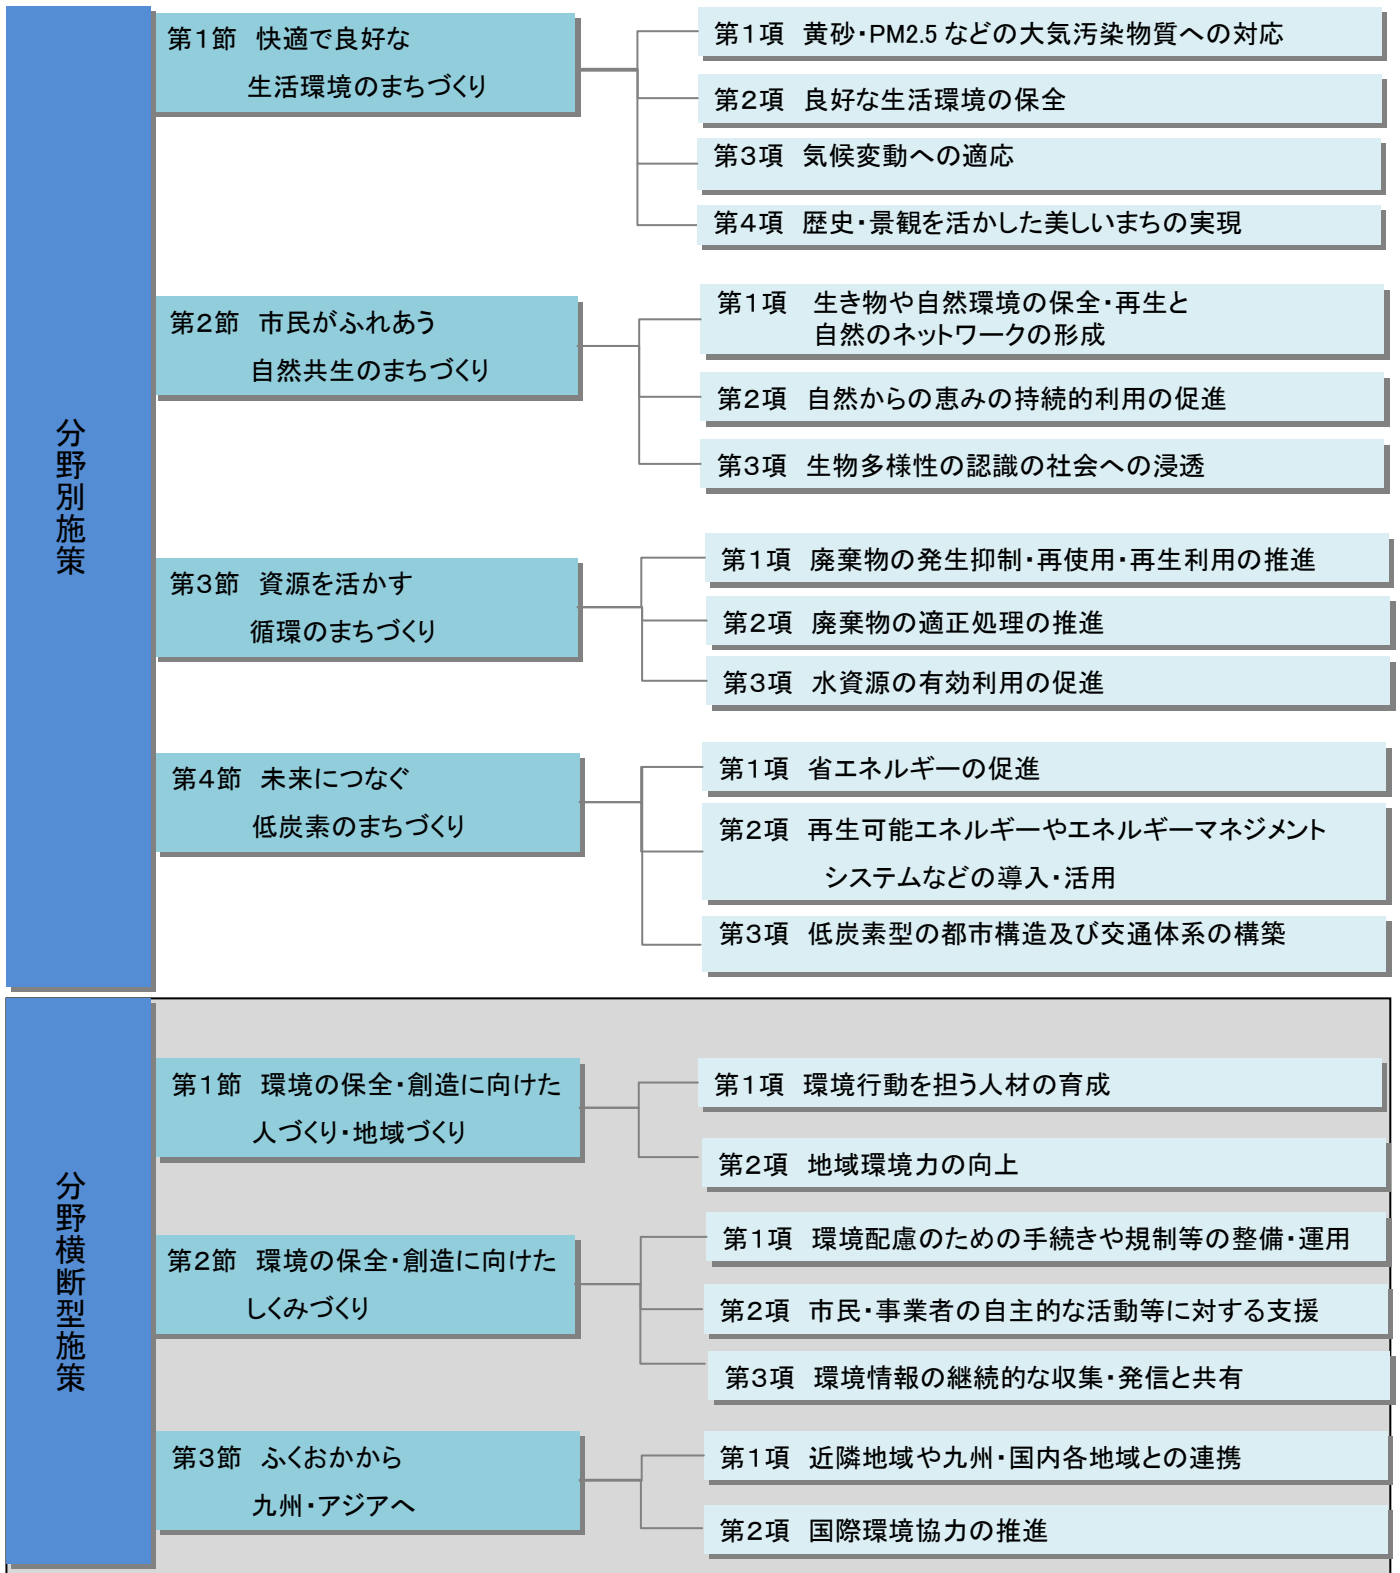 分野別施策
第1節 快適で良好な
生活環境のまちづくり
第1項 黄砂・PM2.5 などの大気汚染物質への対応
第2項 良好な生活環境の保全
第3項 気候変動への適応
第4項 歴史・景観を活かした美しいまちの実現
第2節 市民がふれあう
自然共生のまちづくり
第1項 生き物や自然環境の保全・再生と
自然のネットワークの形成
第2項 自然からの恵みの持続的利用の促進
第3項 生物多様性の認識の社会への浸透
第3節 資源を活かす
循環のまちづくり
第1項 廃棄物の発生抑制・再使用・再生利用の推進
第2項 廃棄物の適正処理の推進
第3項 水資源の有効利用の促進
第4節 未来につなぐ
低炭素のまちづくり
第1項 省エネルギーの促進
第2項 再生可能エネルギーやエネルギーマネジメント
システムなどの導入・活用
第3項 低炭素型の都市構造及び交通体系の構築
分野横断型施策
第1節 環境の保全・創造に向けた
人づくり・地域づくり
第1項 環境行動を担う人材の育成
第2項 地域環境力の向上
第2節 環境の保全・創造に向けた
しくみづくり
第1項 環境配慮のための手続きや規制等の整備・運用
第2項 市民・事業者の自主的な活動等に対する支援
第3項 環境情報の継続的な収集・発信と共有
第3節 ふくおかから
九州・アジアへ
第1項 近隣地域や九州・国内各地域との連携
第2項 国際環境協力の推進